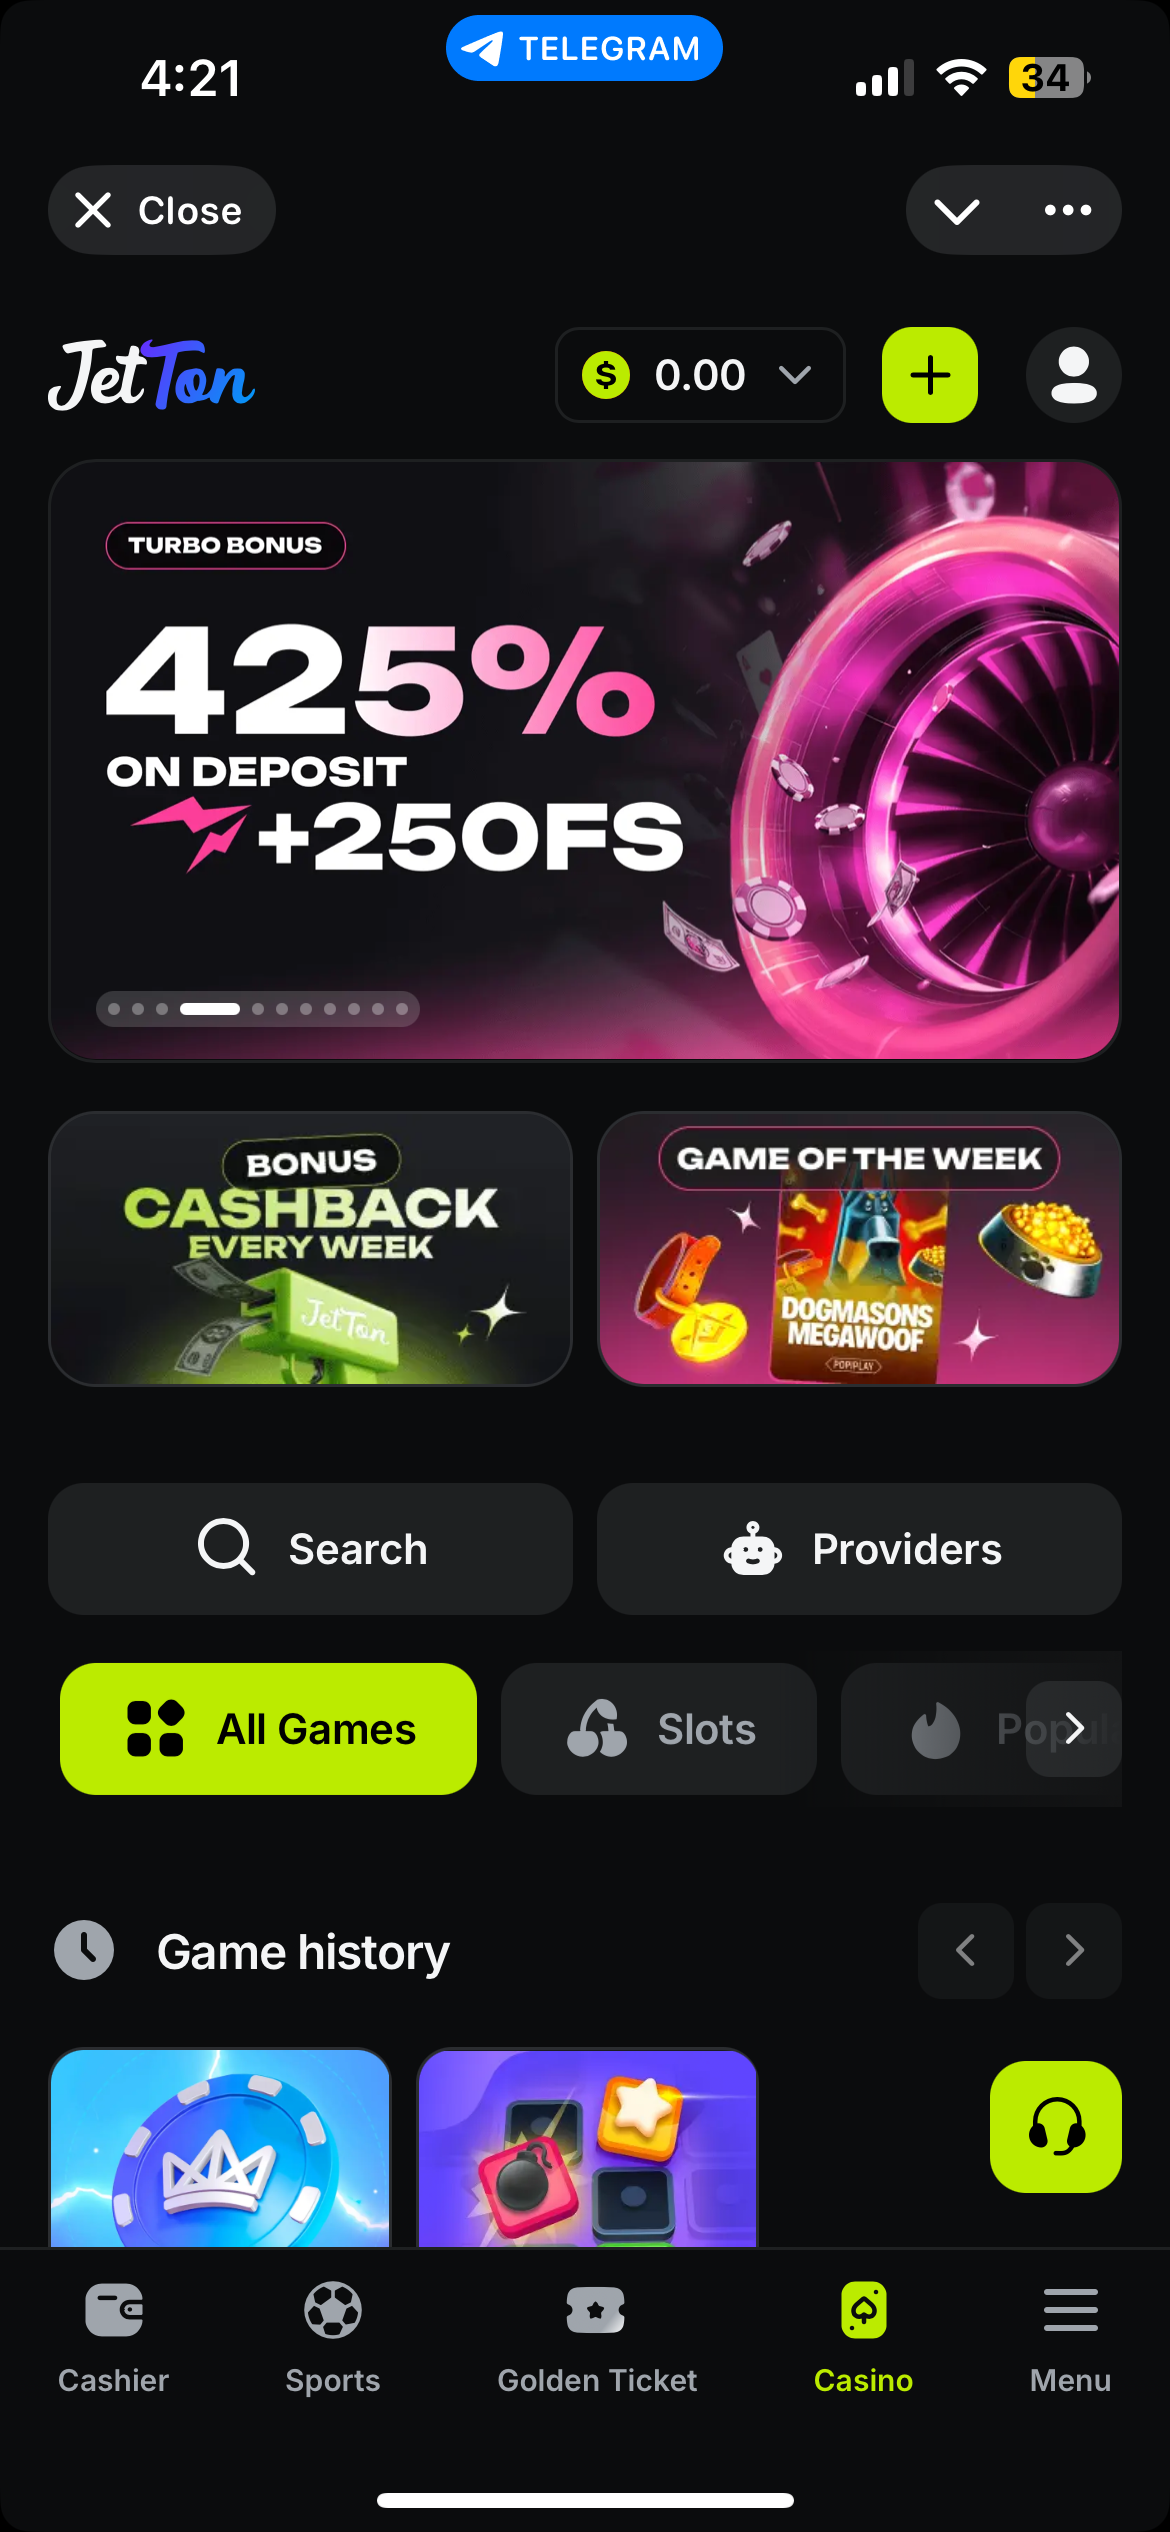 4:21
TELEGRAM
34
Close
JetTon
$ 0.00
TURBO BONUS
425%
ON DEPOSIT
+250FS
BONUS
CASHBACK
EVERY WEEK
JetTon
GAME OF THE WEEK
DOGMASONS
MEGAWOOF
POPIPLAY
Search
Providers
All Games
Slots
Popul
Game history
Cashier
Sports
Golden Ticket
Casino
Menu